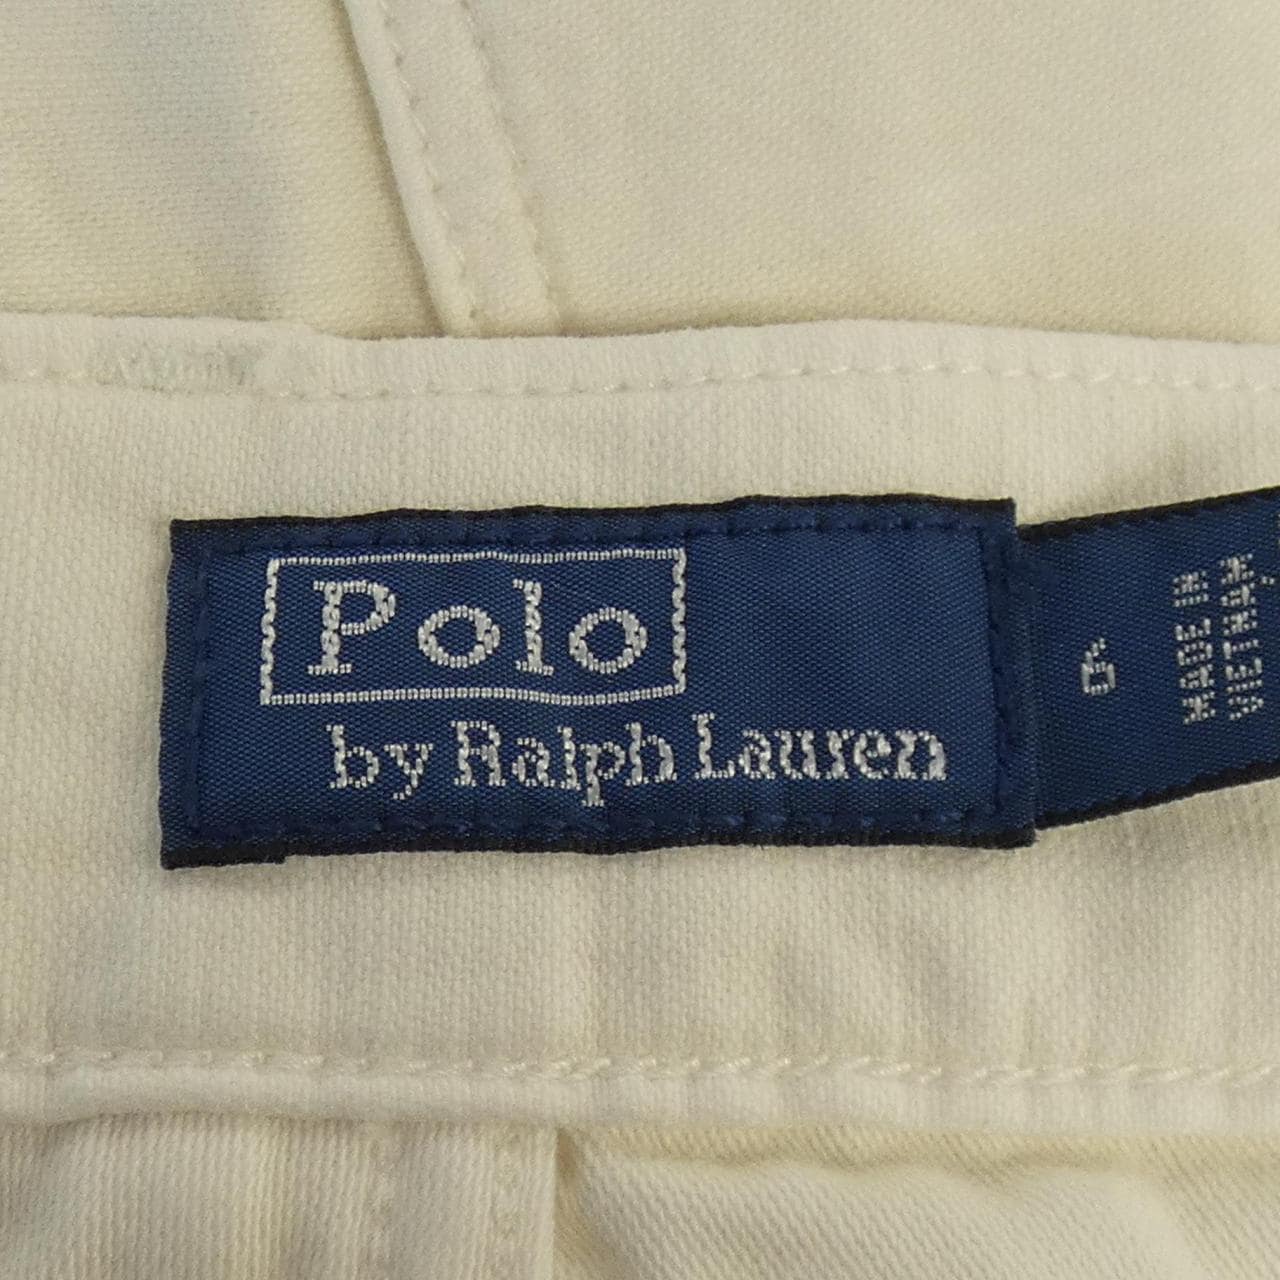 Polo
by Ralph Lauren
6
MADE IN
VIETNAM